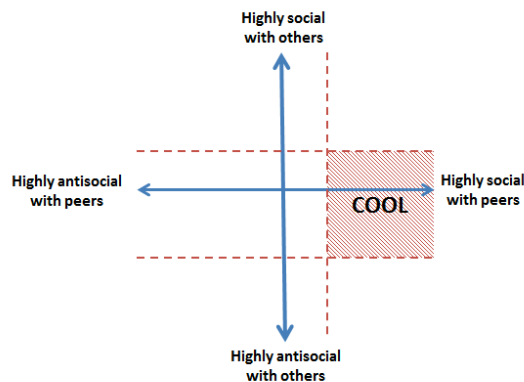 Highly social
with others
Highly antisocial
with peers
Highly social
with peers
COOL
Highly antisocial
with others